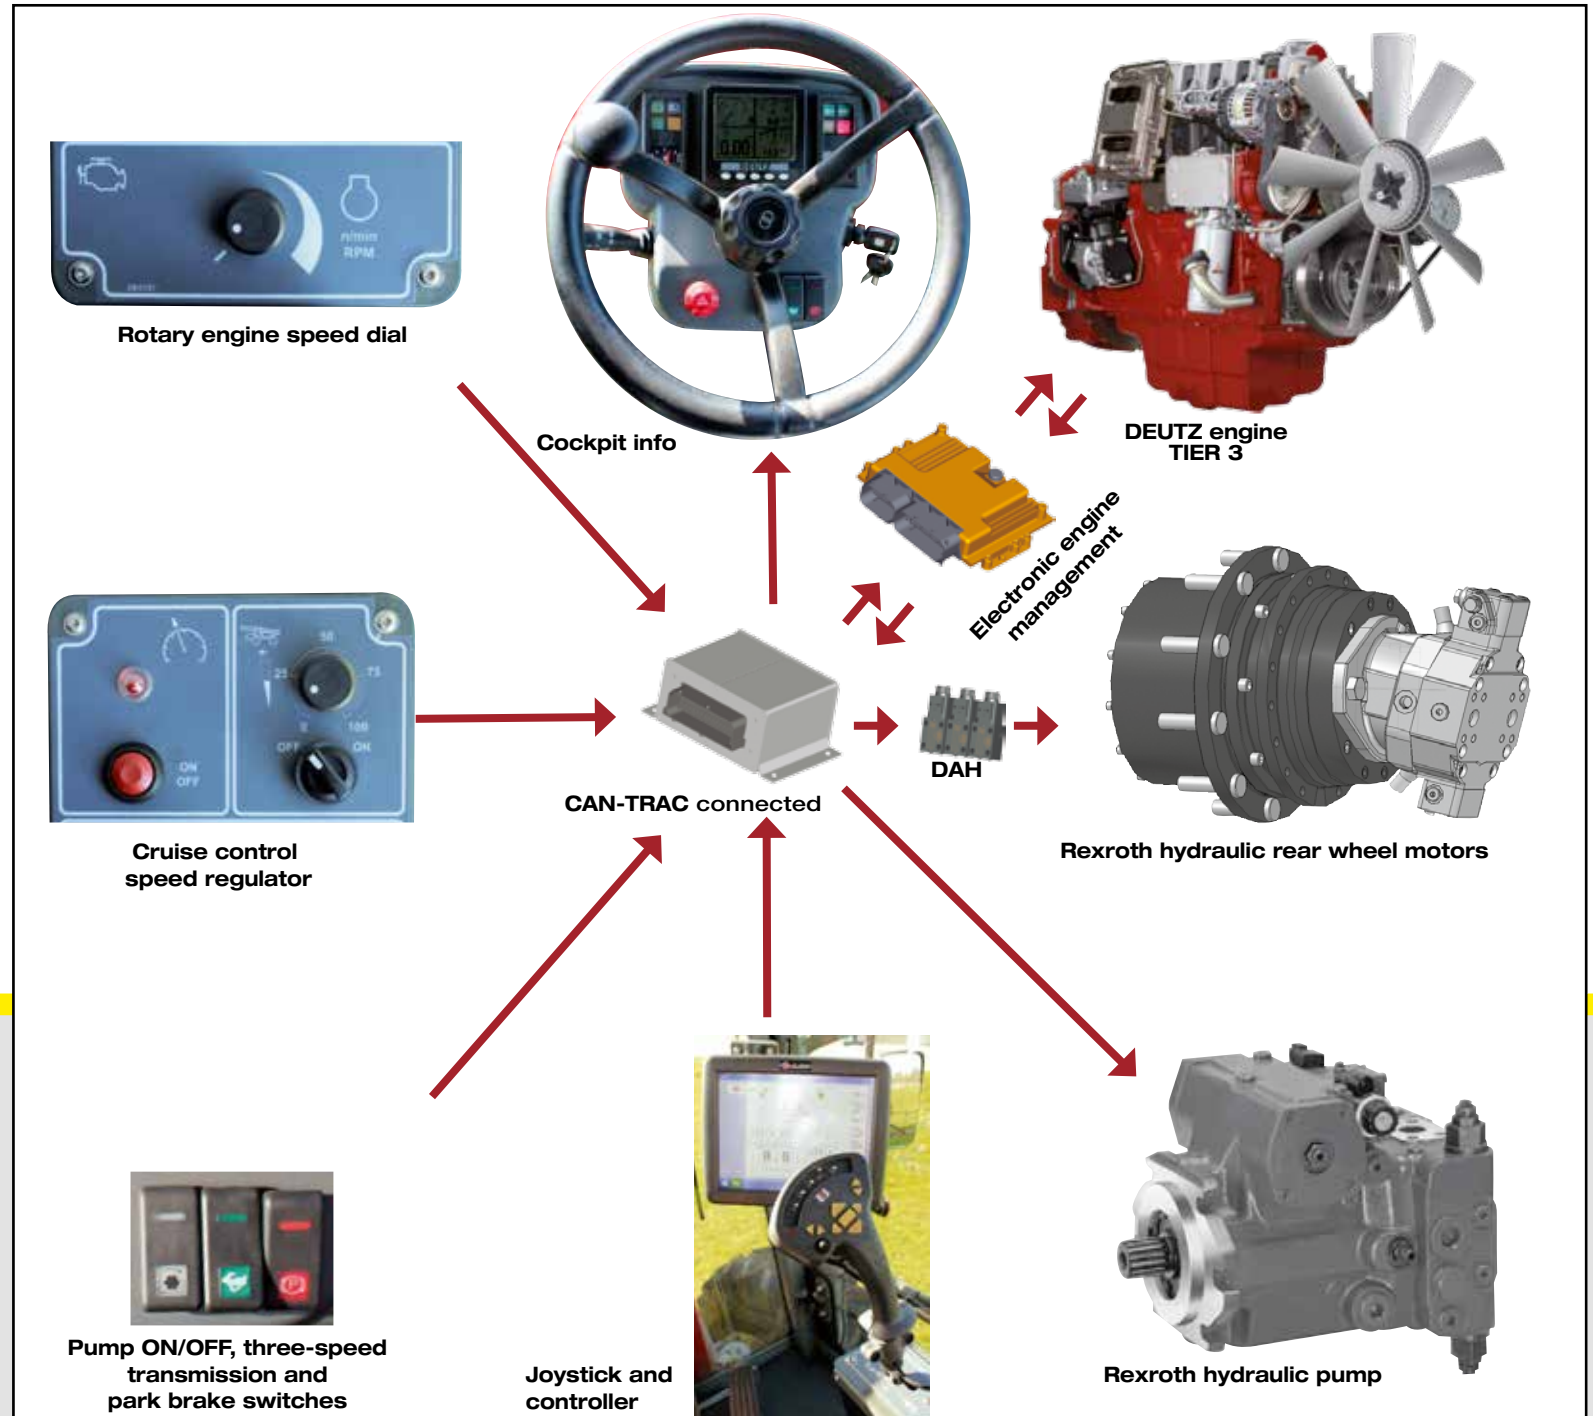 n/min
RPM
Rotary engine speed dial
0.00
Cockpit info
DEUTZ engine
TIER 3
Electronic engine
management
50
25
75
0
100
OFF
ON
ON
OFF
Cruise control
speed regulator
CAN-TRAC connected
DAH
Rexroth hydraulic rear wheel motors
P
Pump ON/OFF, three-speed
transmission and
park brake switches
Joystick and
controller
Rexroth hydraulic pump